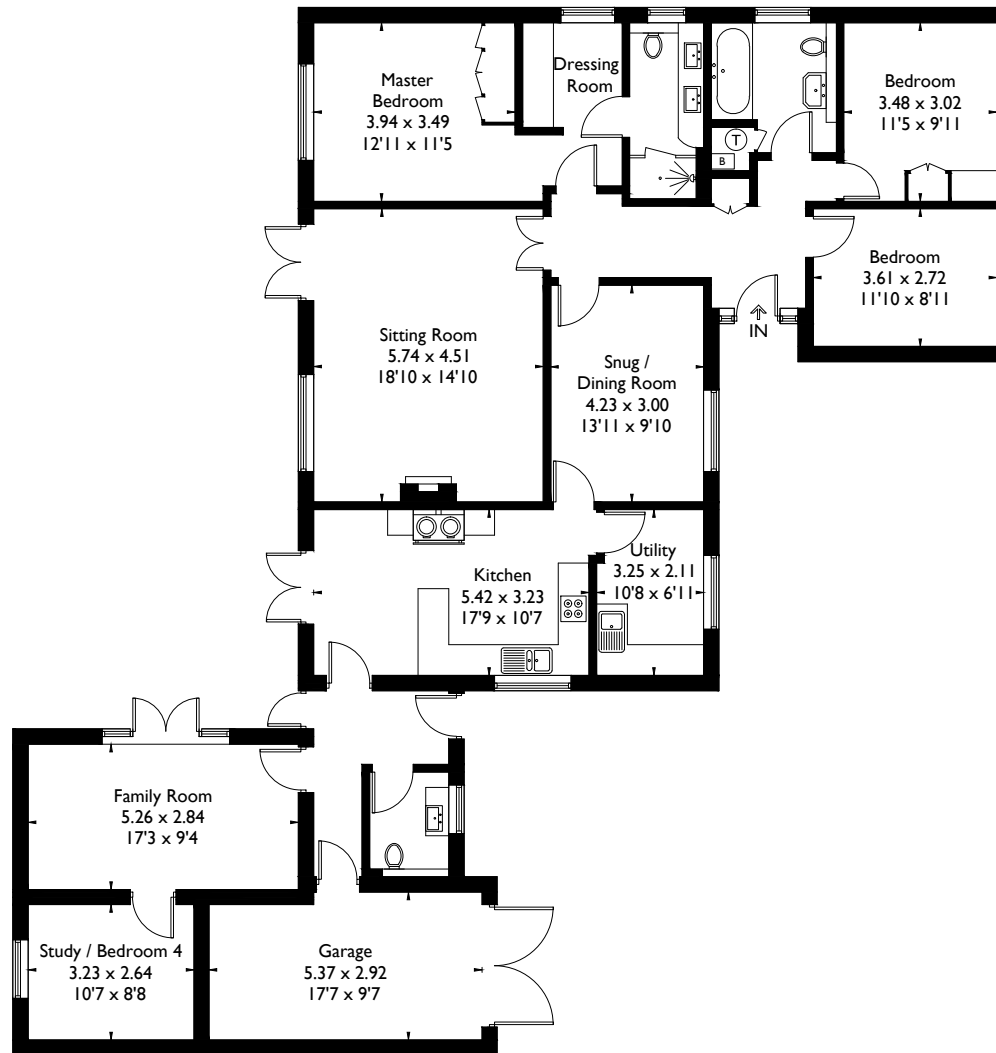 Master
Bedroom
3.94 x 3.49
12'11 x 11'5
Dressing
Room
T
B
Bedroom
3.48 x 3.02
11'5 x 9'11
Bedroom
3.61 x 2.72
11'10 x 8'11
IN
Sitting Room
5.74 x 4.51
18'10 x 14'10
Snug /
Dining Room
4.23 x 3.00
13'11 x 9'10
Kitchen
5.42 x 3.23
17'9 x 10'7
Utility
3.25 x 2.11
10'8 x 6'11
Family Room
5.26 x 2.84
17'3 x 9'4
Study / Bedroom 4
3.23 x 2.64
10'7 x 8'8
Garage
5.37 x 2.92
17'7 x 9'7